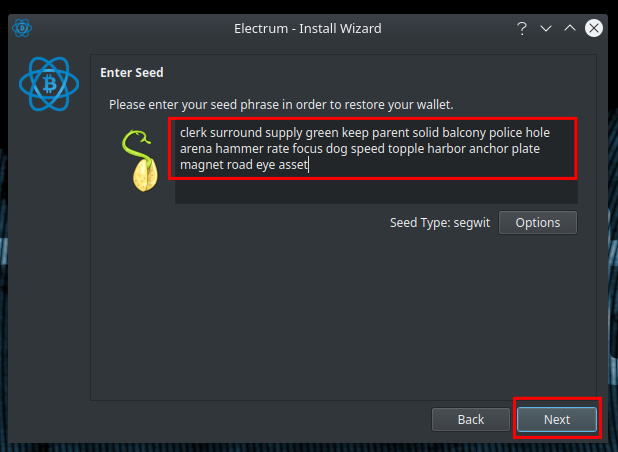 Electrum - Install Wizard
Enter Seed
Please enter your seed phrase in order to restore your wallet.
clerk surround supply green keep parent solid balcony police hole
arena hammer rate focus dog speed topple harbor anchor plate
magnet road eye asset
Seed Type: segwit Options
Back Next